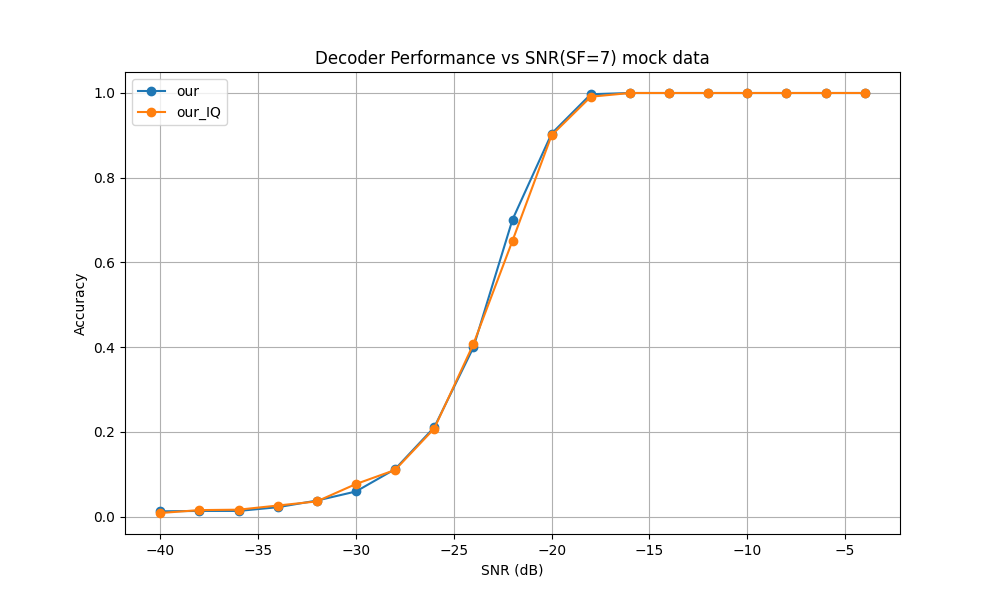 Decoder Performance vs SNR(SF=7) mock data
our
our_IQ
1.0
0.8
0.6
0.4
0.2
0.0
Accuracy
−40 −35 −30 −25 −20 −15 −10 −5
SNR (dB)